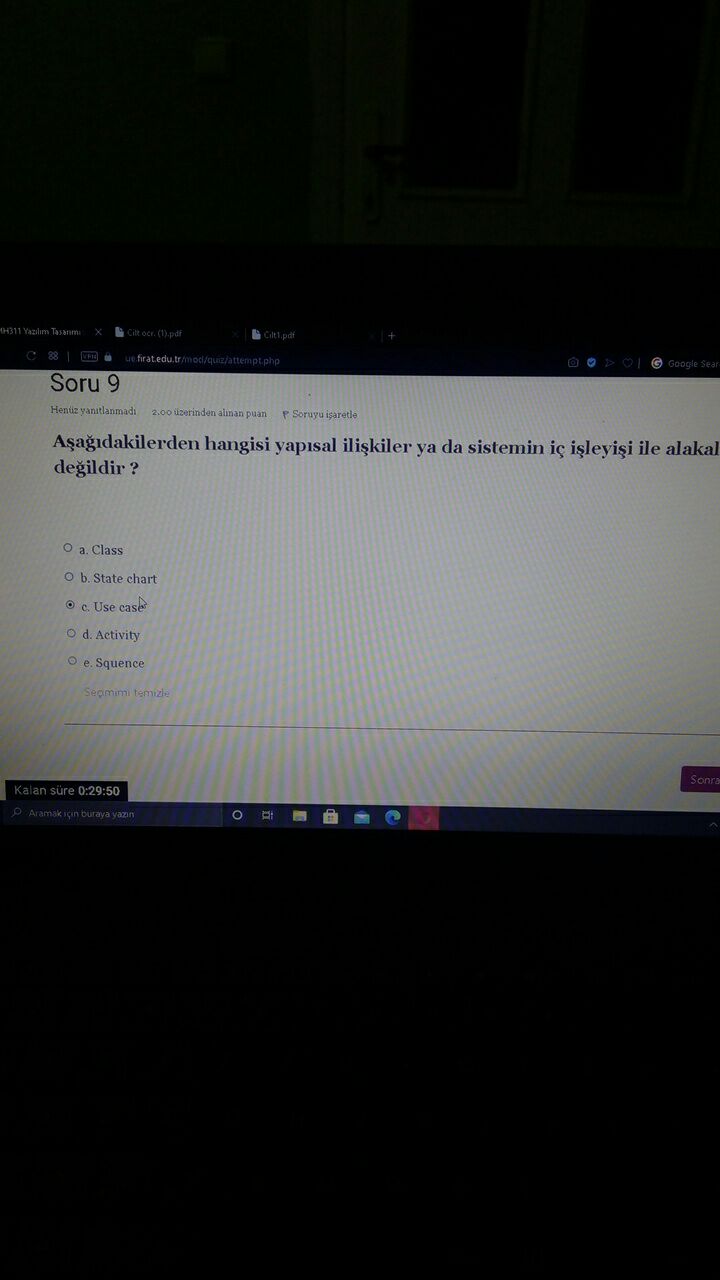 MH311 Yazılım Tasarımı
Cilt ocr. (1).pdf
Cilt1.pdf
VPN
ue.firat.edu.tr/mod/quiz/attempt.php
Google Sear
Soru 9
Henüz yanıtlanmadı 2,00 üzerinden alınan puan Soruyu işaretle
Aşağıdakilerden hangisi yapısal ilişkiler ya da sistemin iç işleyişi ile alakal
değildir ?
a. Class
b. State chart
c. Use case
d. Activity
e. Squence
Seçimimi temizle
Sonra
Kalan süre 0:29:50
Aramak için buraya yazın